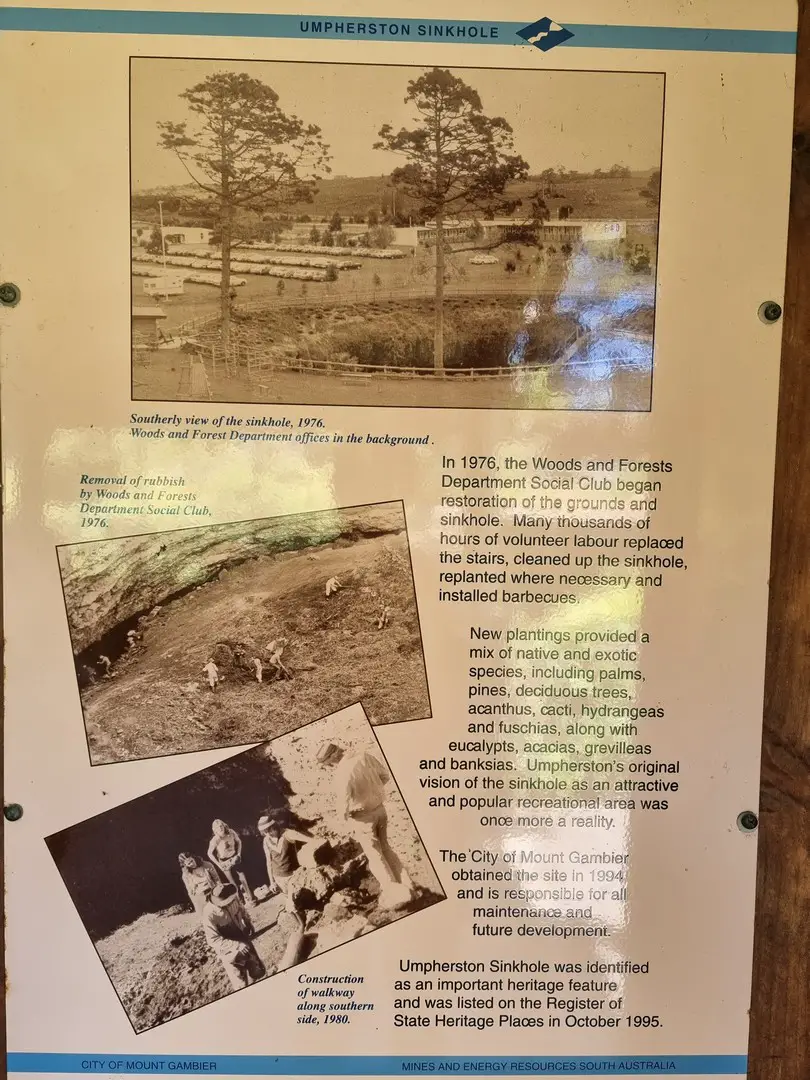 UMPHERSTON SINKHOLE
Southerly view of the sinkhole, 1976.
Woods and Forest Department offices in the background .
Removal of rubbish
by Woods and Forests
Department Social Club,
1976.
In 1976, the Woods and Forests
Department Social Club began
restoration of the grounds and
sinkhole. Many thousands of
hours of volunteer labour replaced
the stairs, cleaned up the sinkhole,
replanted where necessary and
installed barbecues.
New plantings provided a
mix of native and exotic
species, including palms,
pines, deciduous trees,
acanthus, cacti, hydrangeas
and fuschias, along with
eucalypts, acacias, grevilleas
and banksias. Umpherston's original
vision of the sinkhole as an attractive
and popular recreational area was
once more a reality.
The City of Mount Gambier
obtained the site in 1994
and is responsible for all
maintenance and
future development.
Construction
of walkway
along southern
side, 1980.
Umpherston Sinkhole was identified
as an important heritage feature
and was listed on the Register of
State Heritage Places in October 1995.
CITY OF MOUNT GAMBIER
MINES AND ENERGY RESOURCES SOUTH AUSTRALIA